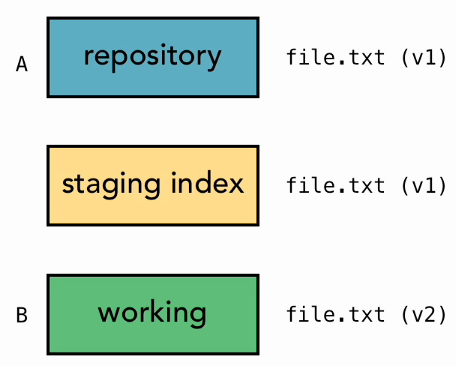 A repository file.txt (v1)
staging index file.txt (v1)
B working file.txt (v2)